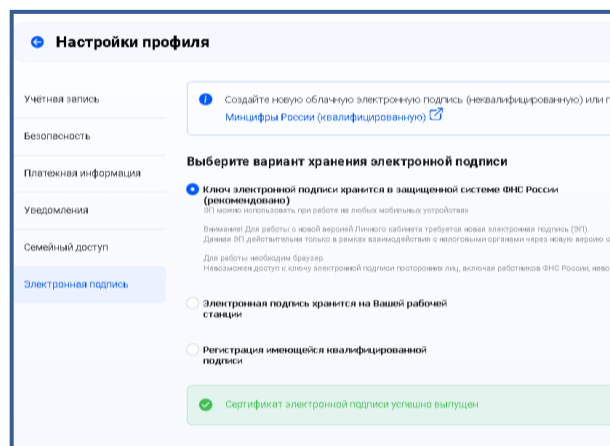 Настройки профиля
Учётная запись
Безопасность
Платежная информация
Уведомления
Семейный доступ
Электронная подпись
Создайте новую облачную электронную подпись (неквалифицированную) или
Минцифры России (квалифицированную)
Выберите вариант хранения электронной подписи
Ключ электронной подписи хранится в защищенной системе ФНС России
(рекомендовано)
ЭП можно использовать при работе на любых мобильных устройствах
Внимание! Для работы с новой версией Личного кабинета требуется новая электронная подпись (ЭП).
Данная ЭП действительна только в рамках взаимодействия с налоговыми органами через новую версию
Для работы необходим браузер.
Невозможен доступ к ключу электронной подписи посторонних лиц, включая работников ФНС России,
Электронная подпись хранится на Вашей рабочей
станции
Регистрация имеющейся квалифицированной
подписи
Сертификат электронной подписи успешно выпущен